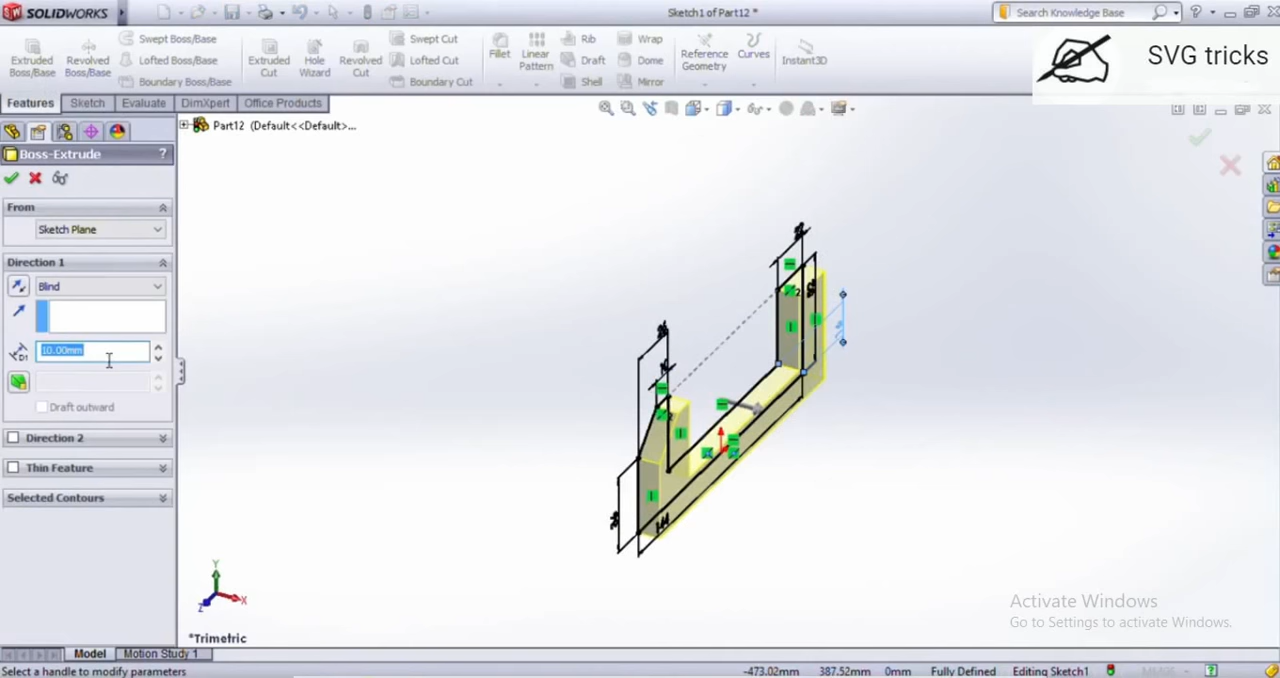 SOLIDWORKS
Sketch1 of Part12 *
Search Knowledge Base
SVG tricks
Extruded Boss/Base
Revolved Boss/Base
Swept Boss/Base
Lofted Boss/Base
Boundary Boss/Base
Extruded Cut
Hole Wizard
Revolved Cut
Swept Cut
Lofted Cut
Boundary Cut
Fillet
Linear Pattern
Rib
Draft
Shell
Wrap
Dome
Mirror
Reference Geometry
Curves
Instant3D
Features
Sketch
Evaluate
DimXpert
Office Products
Part12 (Default<<Default>...
Boss-Extrude
?
From
Sketch Plane
Direction 1
Blind
10.00mm
Draft outward
Direction 2
Thin Feature
Selected Contours
144
Y
X
Z
*Trimetric
Activate Windows
Go to Settings to activate Windows.
Model
Motion Study 1
Select a handle to modify parameters
-473.02mm
387.52mm
0mm
Fully Defined
Editing Sketch1